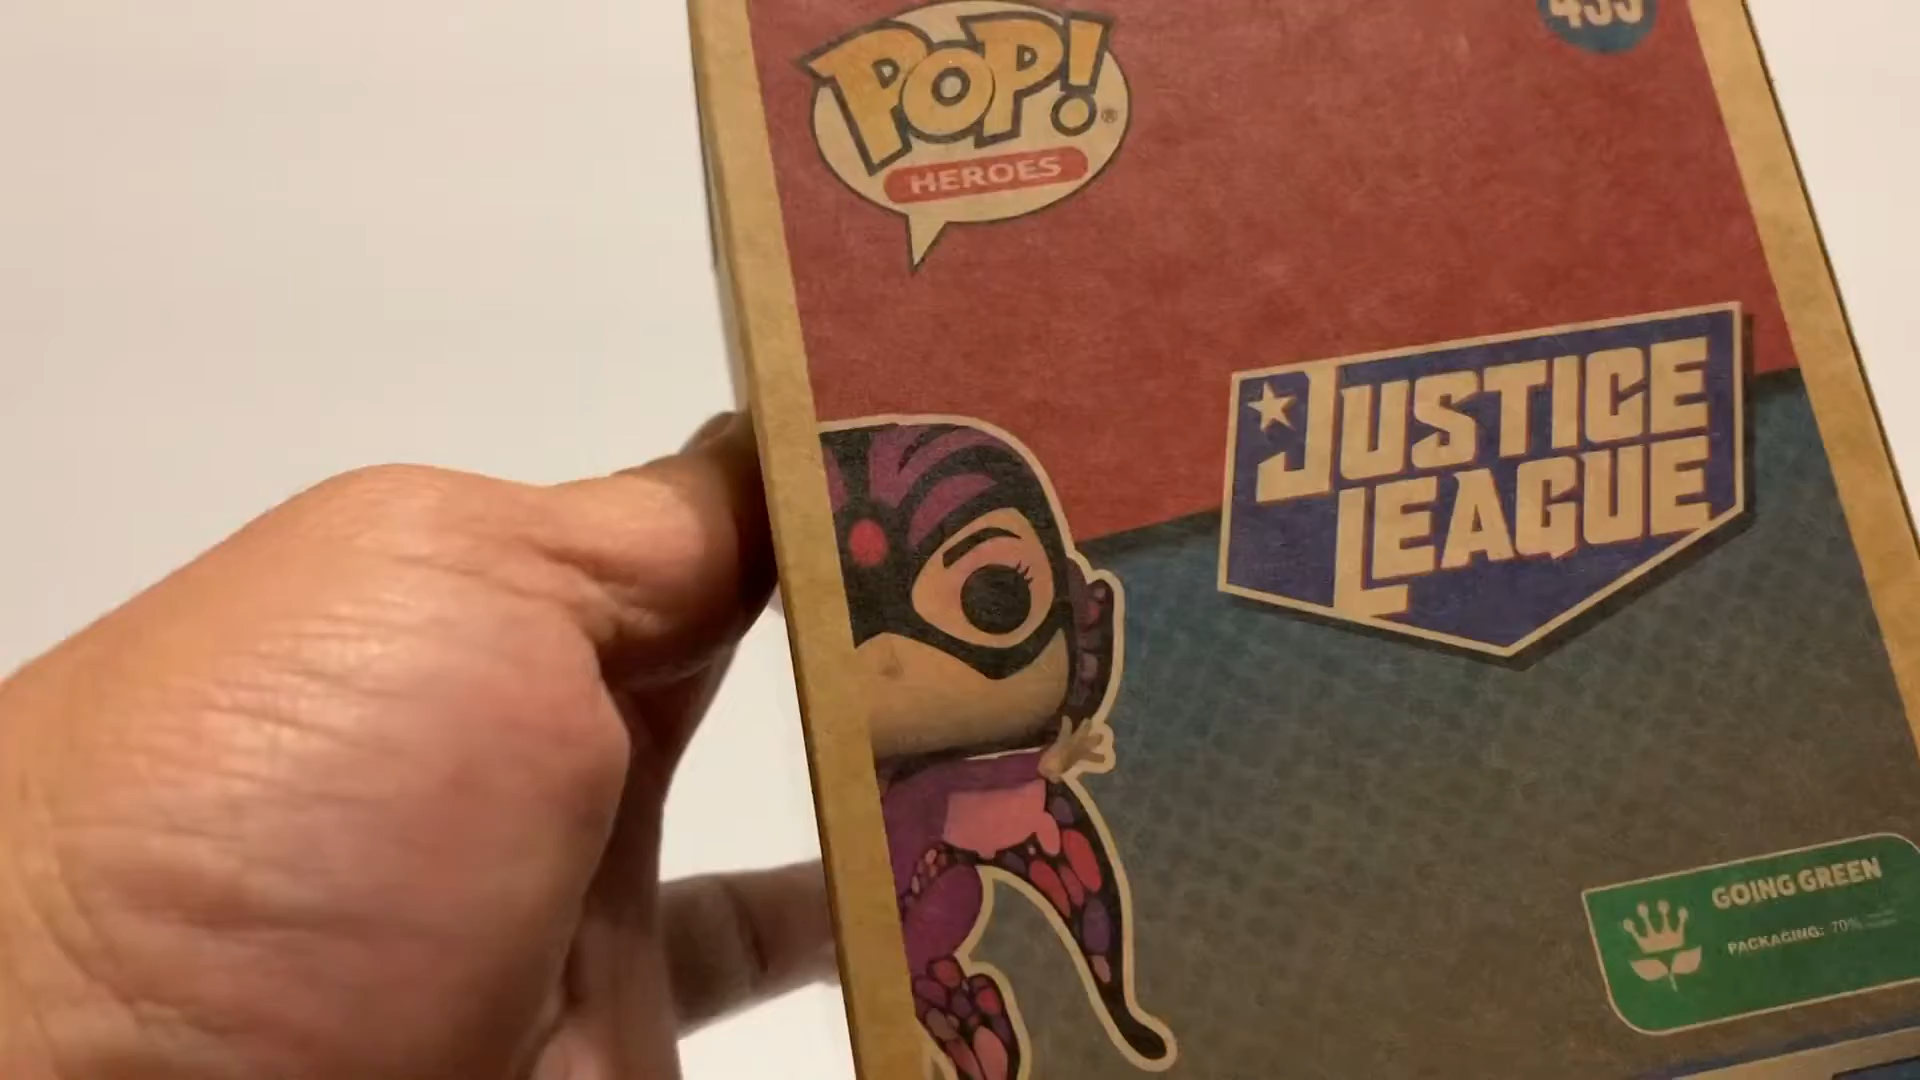 POP!
®
HEROES
JUSTICE
LEAGUE
GOING GREEN
PACKAGING: 70%